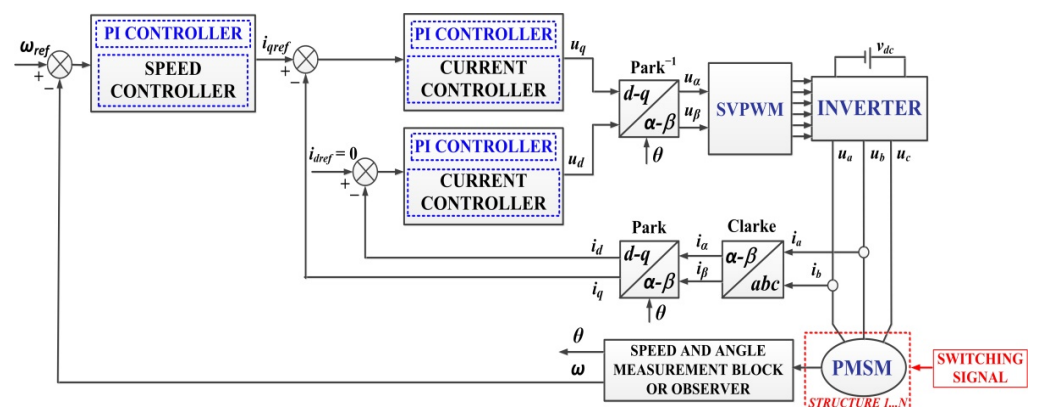 PI CONTROLLER
SPEED
CONTROLLER
ω_ref
+
−
i_qref
+
−
PI CONTROLLER
CURRENT
CONTROLLER
u_q
i_dref = 0
+
−
PI CONTROLLER
CURRENT
CONTROLLER
u_d
Park⁻¹
d-q
α-β
θ
u_α
u_β
SVPWM
v_dc
INVERTER
u_a
u_b
u_c
Park
d-q
α-β
θ
i_d
i_q
Clarke
α-β
abc
i_α
i_β
i_a
i_b
θ
ω
SPEED AND ANGLE
MEASUREMENT BLOCK
OR OBSERVER
PMSM
STRUCTURE 1...N
SWITCHING
SIGNAL